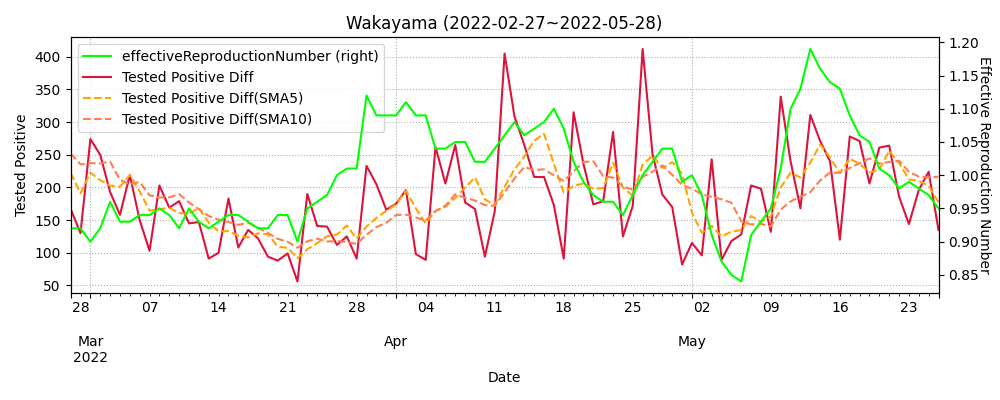 Wakayama (2022-02-27~2022-05-28)
effectiveReproductionNumber (right)
Tested Positive Diff
Tested Positive Diff(SMA5)
Tested Positive Diff(SMA10)
Tested Positive
400
350
300
250
200
150
100
50
1.20
1.15
1.10
1.05
1.00
0.95
0.90
0.85
Effective Reproduction Number
28 07 14 21 28 04 11 18 25 02 09 16 23
Mar Apr May
2022
Date